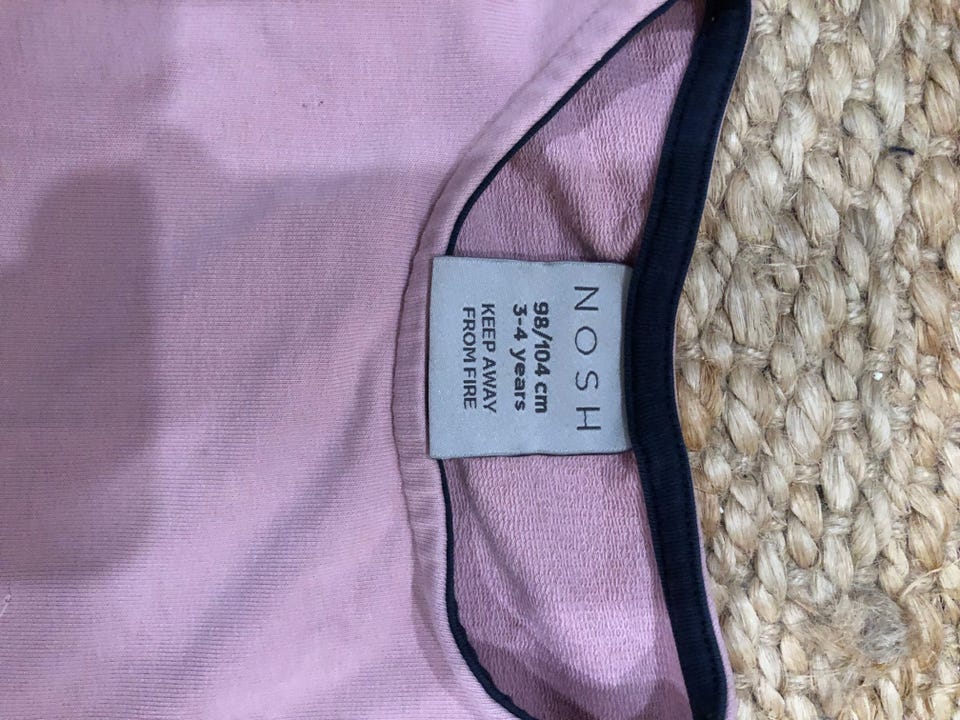 NOSH
98/104 cm
3-4 years
KEEP AWAY
FROM FIRE